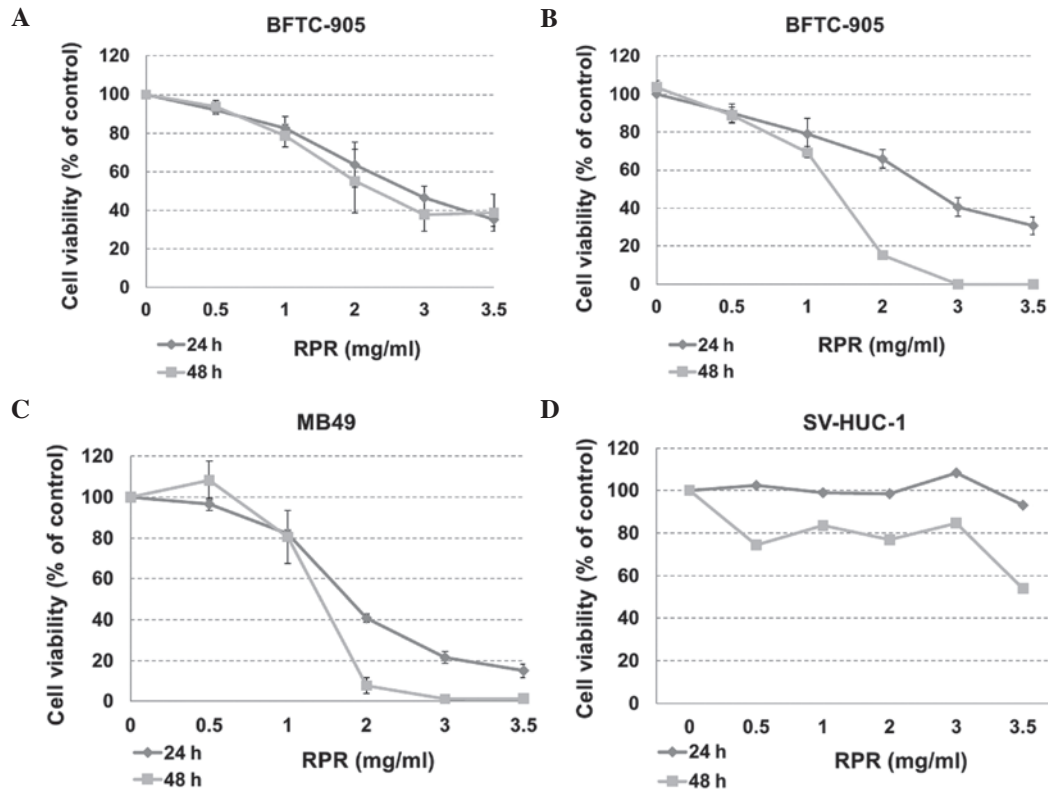 A
BFTC-905
Cell viability (% of control)
120
100
80
60
40
20
0
0 0.5 1 2 3 3.5
RPR (mg/ml)
24 h
48 h
B
BFTC-905
Cell viability (% of control)
120
100
80
60
40
20
0
0 0.5 1 2 3 3.5
RPR (mg/ml)
24 h
48 h
C
MB49
Cell viability (% of control)
120
100
80
60
40
20
0
0 0.5 1 2 3 3.5
RPR (mg/ml)
24 h
48 h
D
SV-HUC-1
Cell viability (% of control)
120
100
80
60
40
20
0
0 0.5 1 2 3 3.5
RPR (mg/ml)
24 h
48 h